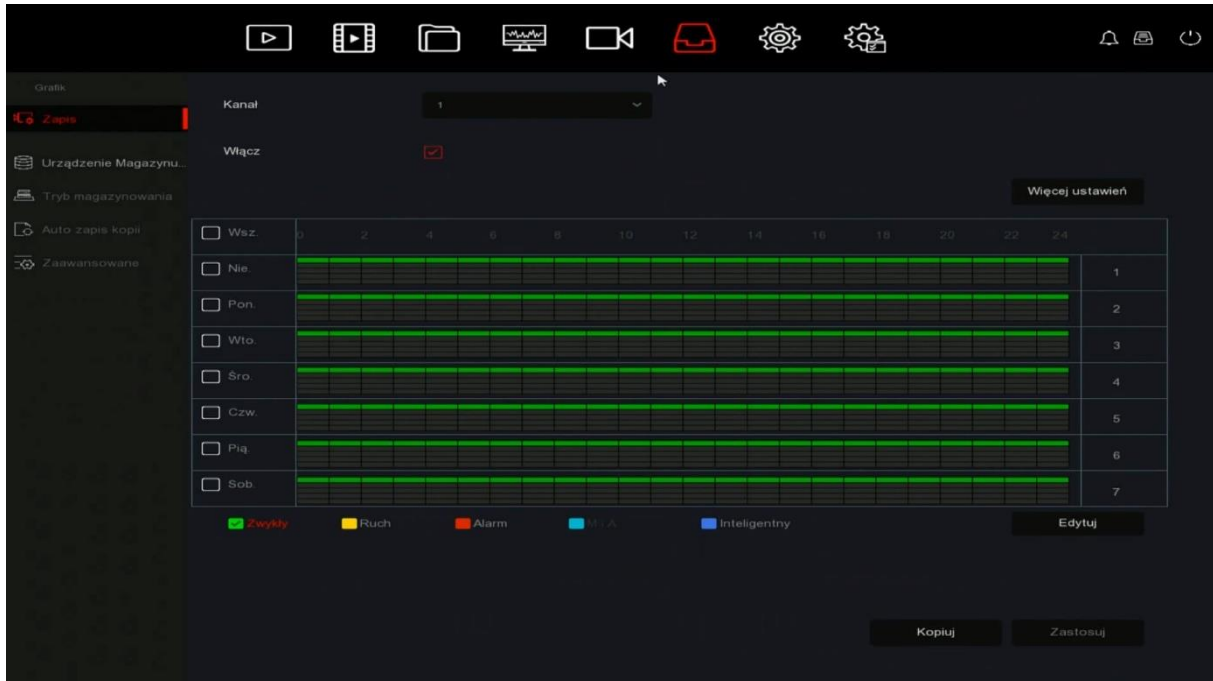 Grafik
Kanał 1
Zapis
Włącz
Urządzenie Magazynu...
Więcej ustawień
Tryb magazynowania
Auto zapis kopii
Wsz. 0 2 4 6 8 10 12 14 16 18 20 22 24
Zaawansowane
Nie. 1
Pon. 2
Wto. 3
Śro. 4
Czw. 5
Pią. 6
Sob. 7
Zwykły Ruch Alarm M i A Inteligentny Edytuj
Kopiuj Zastosuj